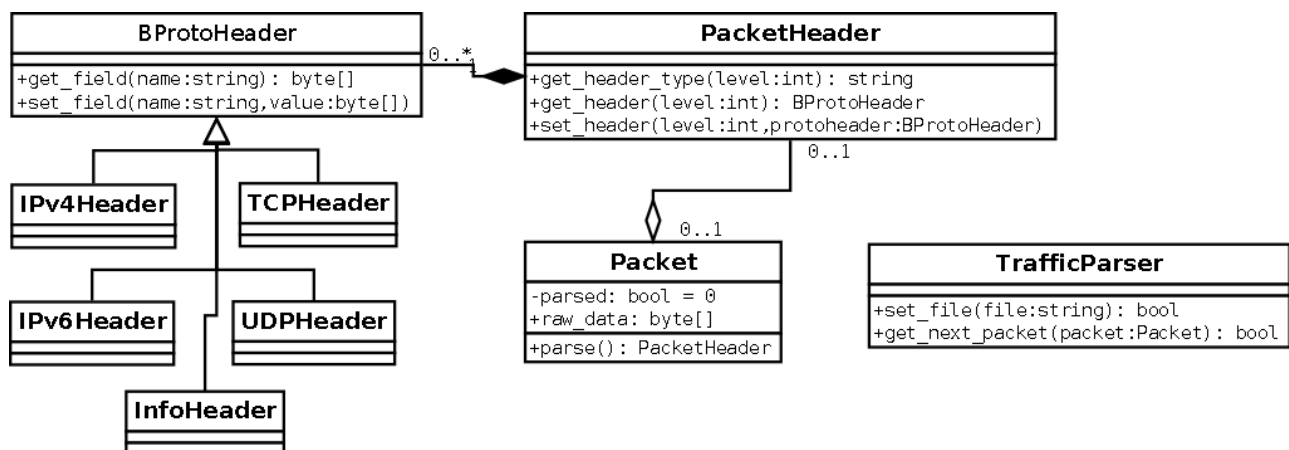 BProtoHeader
+get_field(name:string): byte[]
+set_field(name:string,value:byte[])
0..*
1
PacketHeader
+get_header_type(level:int): string
+get_header(level:int): BProtoHeader
+set_header(level:int,protoheader:BProtoHeader)
0..1
IPv4Header
TCPHeader
0..1
Packet
-parsed: bool = 0
+raw_data: byte[]
+parse(): PacketHeader
TrafficParser
+set_file(file:string): bool
+get_next_packet(packet:Packet): bool
IPv6Header
UDPHeader
InfoHeader